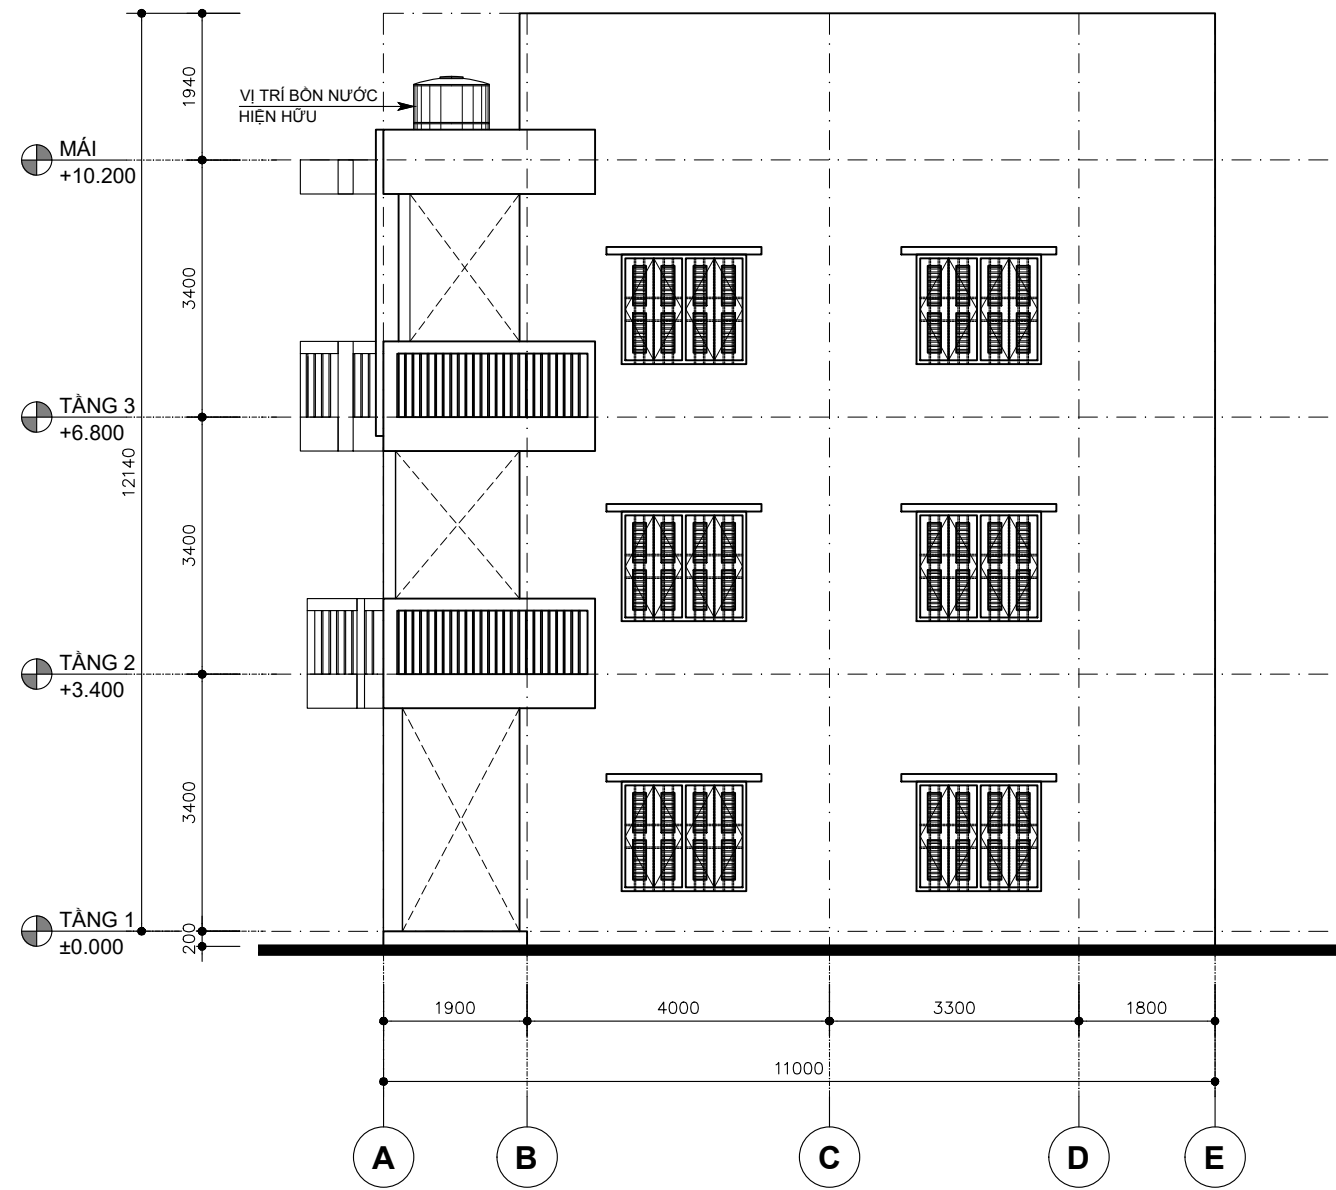 1940
VỊ TRÍ BỒN NƯỚC
HIỆN HỮU
MÁI
+10.200
3400
TẦNG 3
+6.800
12140
3400
TẦNG 2
+3.400
3400
TẦNG 1
±0.000
200
1900
4000
3300
1800
11000
A
B
C
D
E